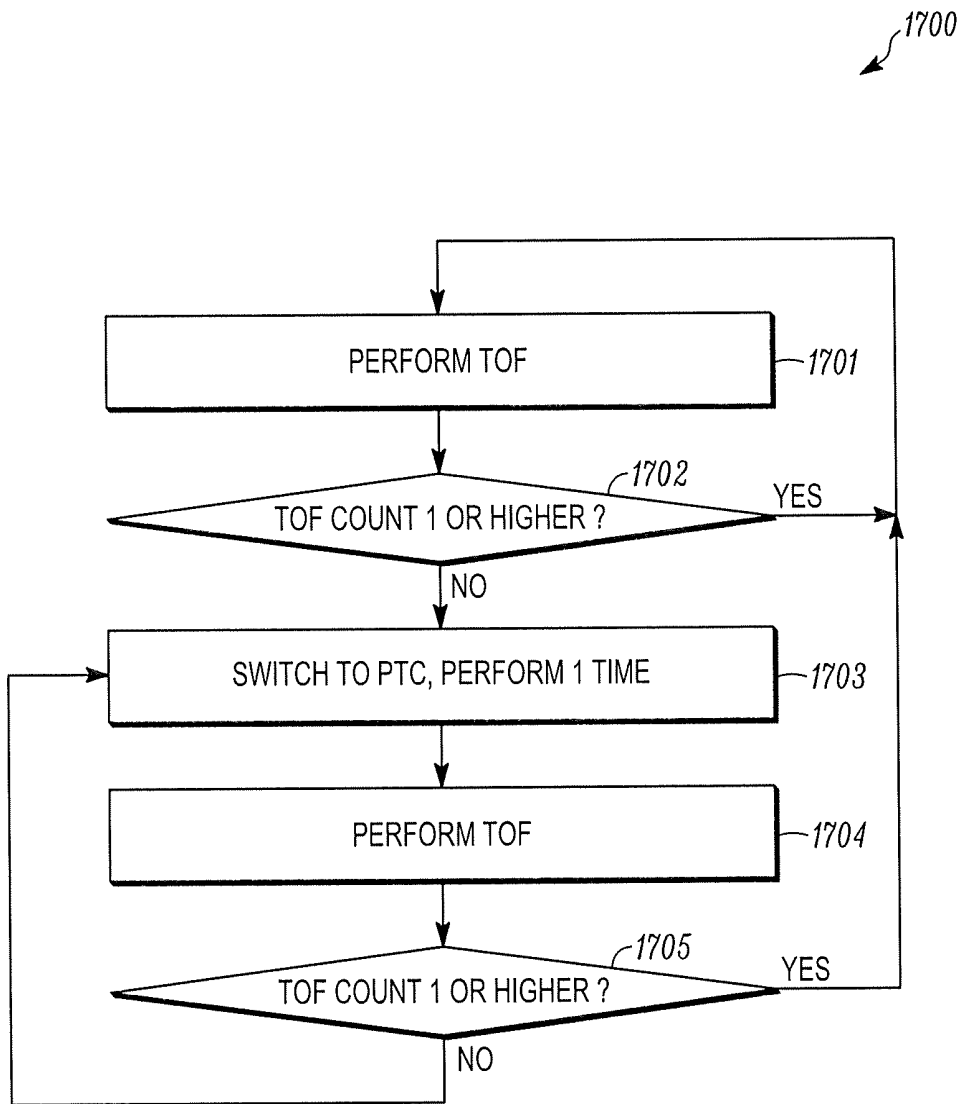 1700
PERFORM TOF
1701
1702
TOF COUNT 1 OR HIGHER ?
YES
NO
SWITCH TO PTC, PERFORM 1 TIME
1703
PERFORM TOF
1704
1705
TOF COUNT 1 OR HIGHER ?
YES
NO